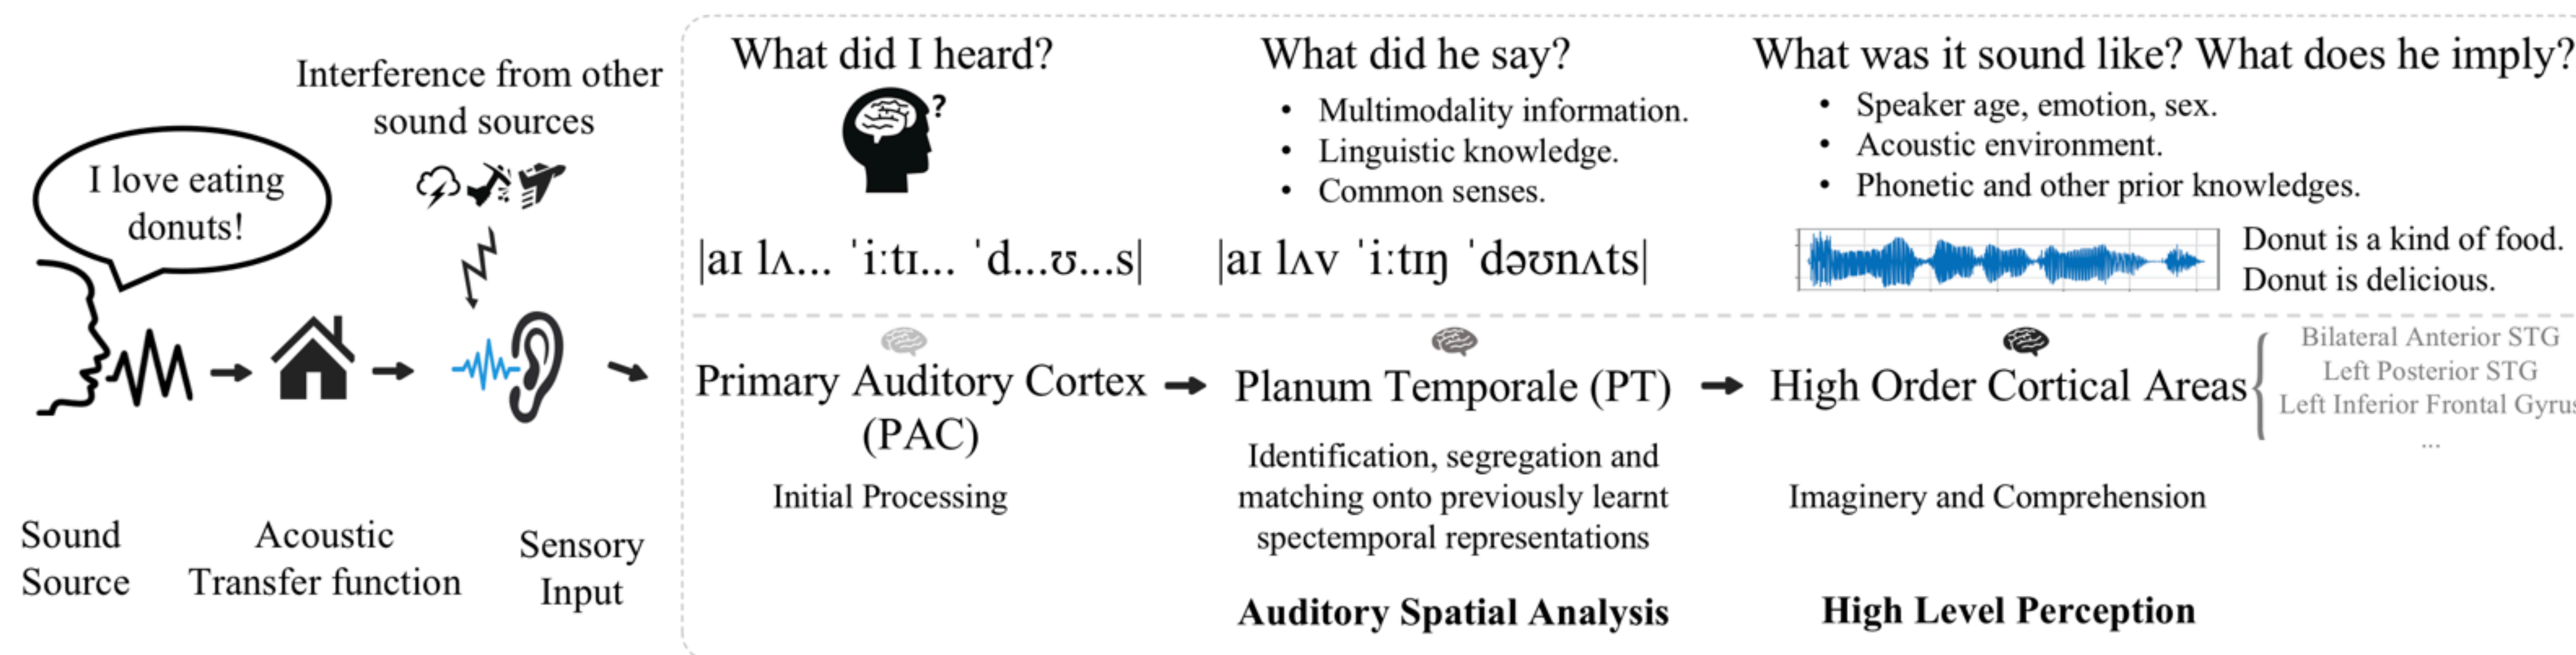 Interference from other
sound sources
I love eating
donuts!
Sound
Source
Acoustic
Transfer function
Sensory
Input
What did I heard?
?
|aɪ lʌ... ˈiːtɪ... ˈd...ʊ...s|
Primary Auditory Cortex
(PAC)
Initial Processing
What did he say?
• Multimodality information.
• Linguistic knowledge.
• Common senses.
|aɪ lʌv ˈiːtɪŋ ˈdəʊnʌts|
Planum Temporale (PT)
Identification, segregation and
matching onto previously learnt
spectemporal representations
Auditory Spatial Analysis
What was it sound like? What does he imply?
• Speaker age, emotion, sex.
• Acoustic environment.
• Phonetic and other prior knowledges.
Donut is a kind of food.
Donut is delicious.
High Order Cortical Areas
Bilateral Anterior STG
Left Posterior STG
Left Inferior Frontal Gyrus
...
Imaginery and Comprehension
High Level Perception